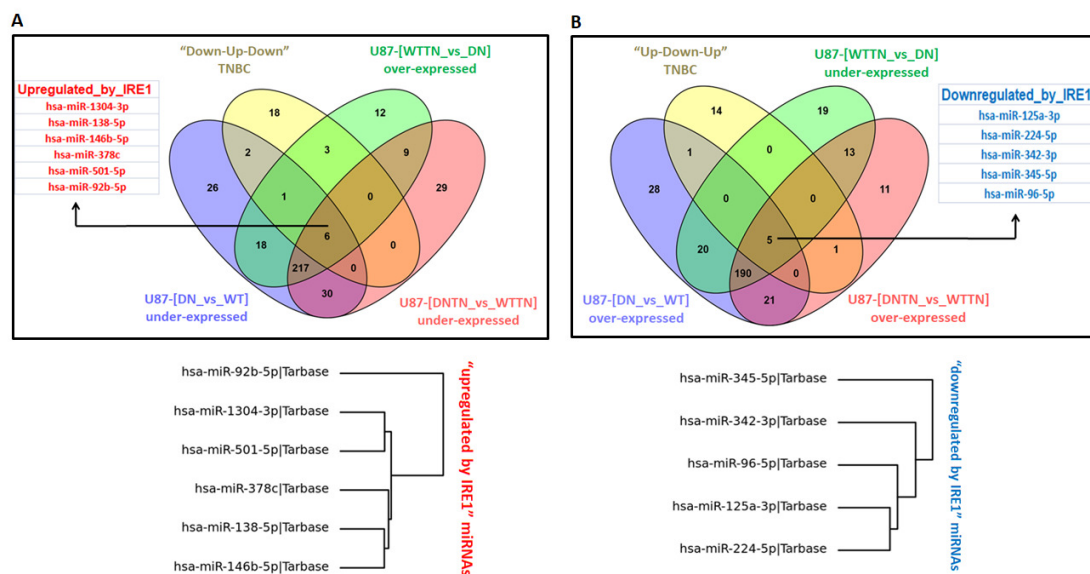 A
"Down-Up-Down"
TNBC
U87-[WTTN_vs_DN]
over-expressed
Upregulated_by_IRE1
hsa-miR-1304-3p
hsa-miR-138-5p
hsa-miR-146b-5p
hsa-miR-378c
hsa-miR-501-5p
hsa-miR-92b-5p
18
12
2
3
9
26
1
0
29
18
6
0
217
0
30
U87-[DN_vs_WT]
under-expressed
U87-[DNTN_vs_WTTN]
under-expressed
B
"Up-Down-Up"
TNBC
U87-[WTTN_vs_DN]
under-expressed
Downregulated_by_IRE1
hsa-miR-125a-3p
hsa-miR-224-5p
hsa-miR-342-3p
hsa-miR-345-5p
hsa-miR-96-5p
14
19
1
0
13
28
0
0
11
20
5
1
190
0
21
U87-[DN_vs_WT]
over-expressed
U87-[DNTN_vs_WTTN]
over-expressed
hsa-miR-92b-5p|Tarbase
hsa-miR-1304-3p|Tarbase
hsa-miR-501-5p|Tarbase
hsa-miR-378c|Tarbase
hsa-miR-138-5p|Tarbase
hsa-miR-146b-5p|Tarbase
"upregulated by IRE1" miRNAs
hsa-miR-345-5p|Tarbase
hsa-miR-342-3p|Tarbase
hsa-miR-96-5p|Tarbase
hsa-miR-125a-3p|Tarbase
hsa-miR-224-5p|Tarbase
"downregulated by IRE1" miRNAs